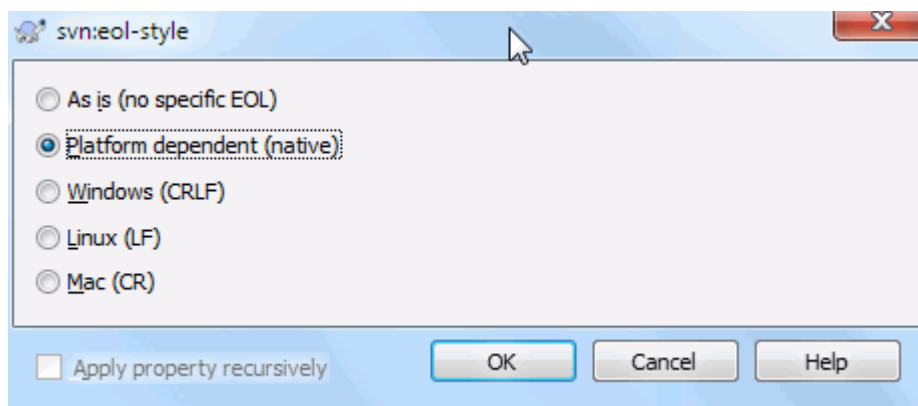 svn:eol-style
As is (no specific EOL)
Platform dependent (native)
Windows (CRLF)
Linux (LF)
Mac (CR)
Apply property recursively
OK
Cancel
Help